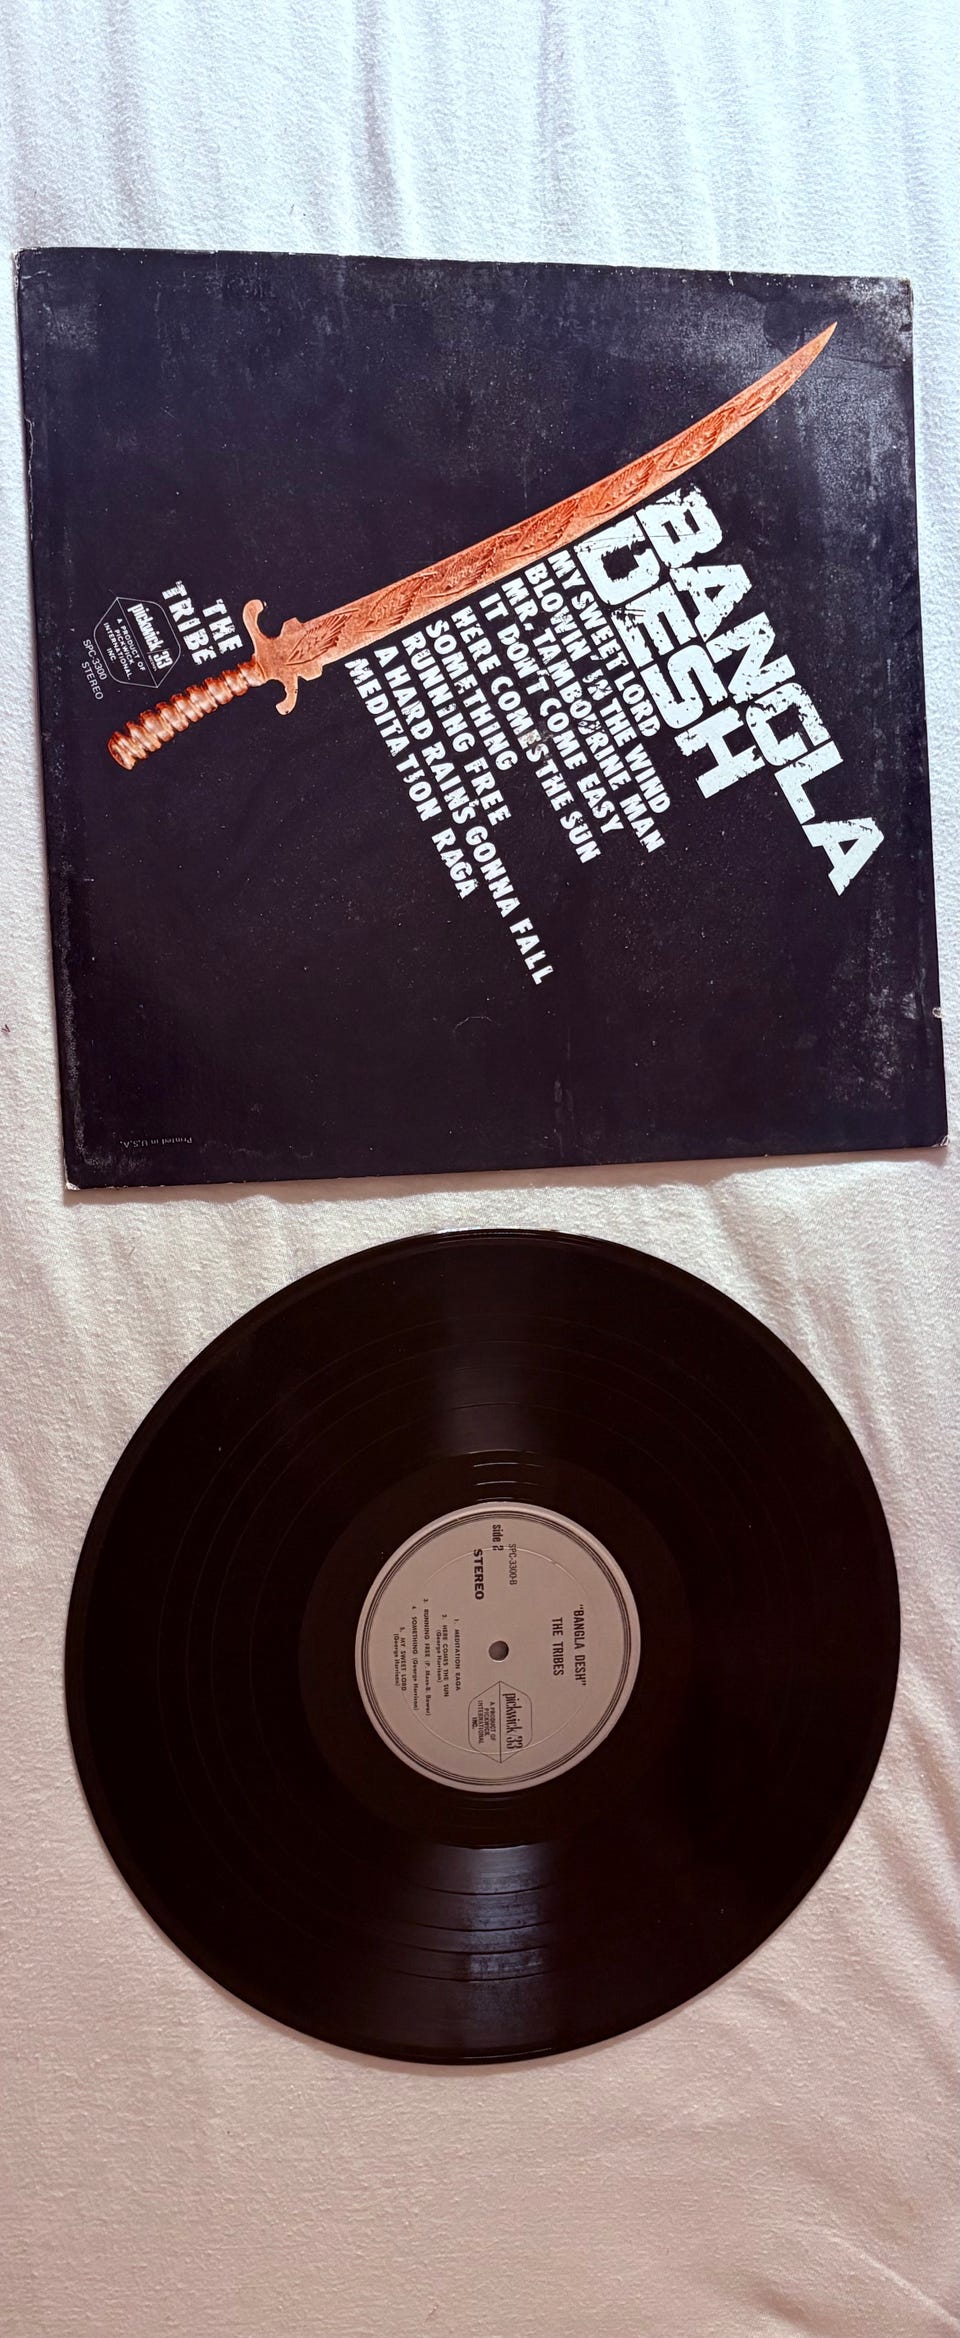 BANGLA
DESH
MY SWEET LORD
BLOWIN' IN THE WIND
MR. TAMBOURINE MAN
IT DON'T COME EASY
HERE COMES THE SUN
SOMETHING
RUNNING FREE
A HARD RAINS GONNA FALL
MEDITATION RAGA
THE
TRIBE
pickwick/33
A PRODUCT OF
PICKWICK
INTERNATIONAL
INC.
SPC-3300
STEREO
Printed in U.S.A.
"BANGLA DESH"
THE TRIBES
pickwick/33
A PRODUCT OF
PICKWICK
INTERNATIONAL
INC.
SPC-3300-B
side 2
STEREO
1. MEDITATION RAGA
2. HERE COMES THE SUN
(George Harrison)
3. RUNNING FREE (P. Mase-B. Bower)
4. SOMETHING (George Harrison)
5. MY SWEET LORD
(George Harrison)